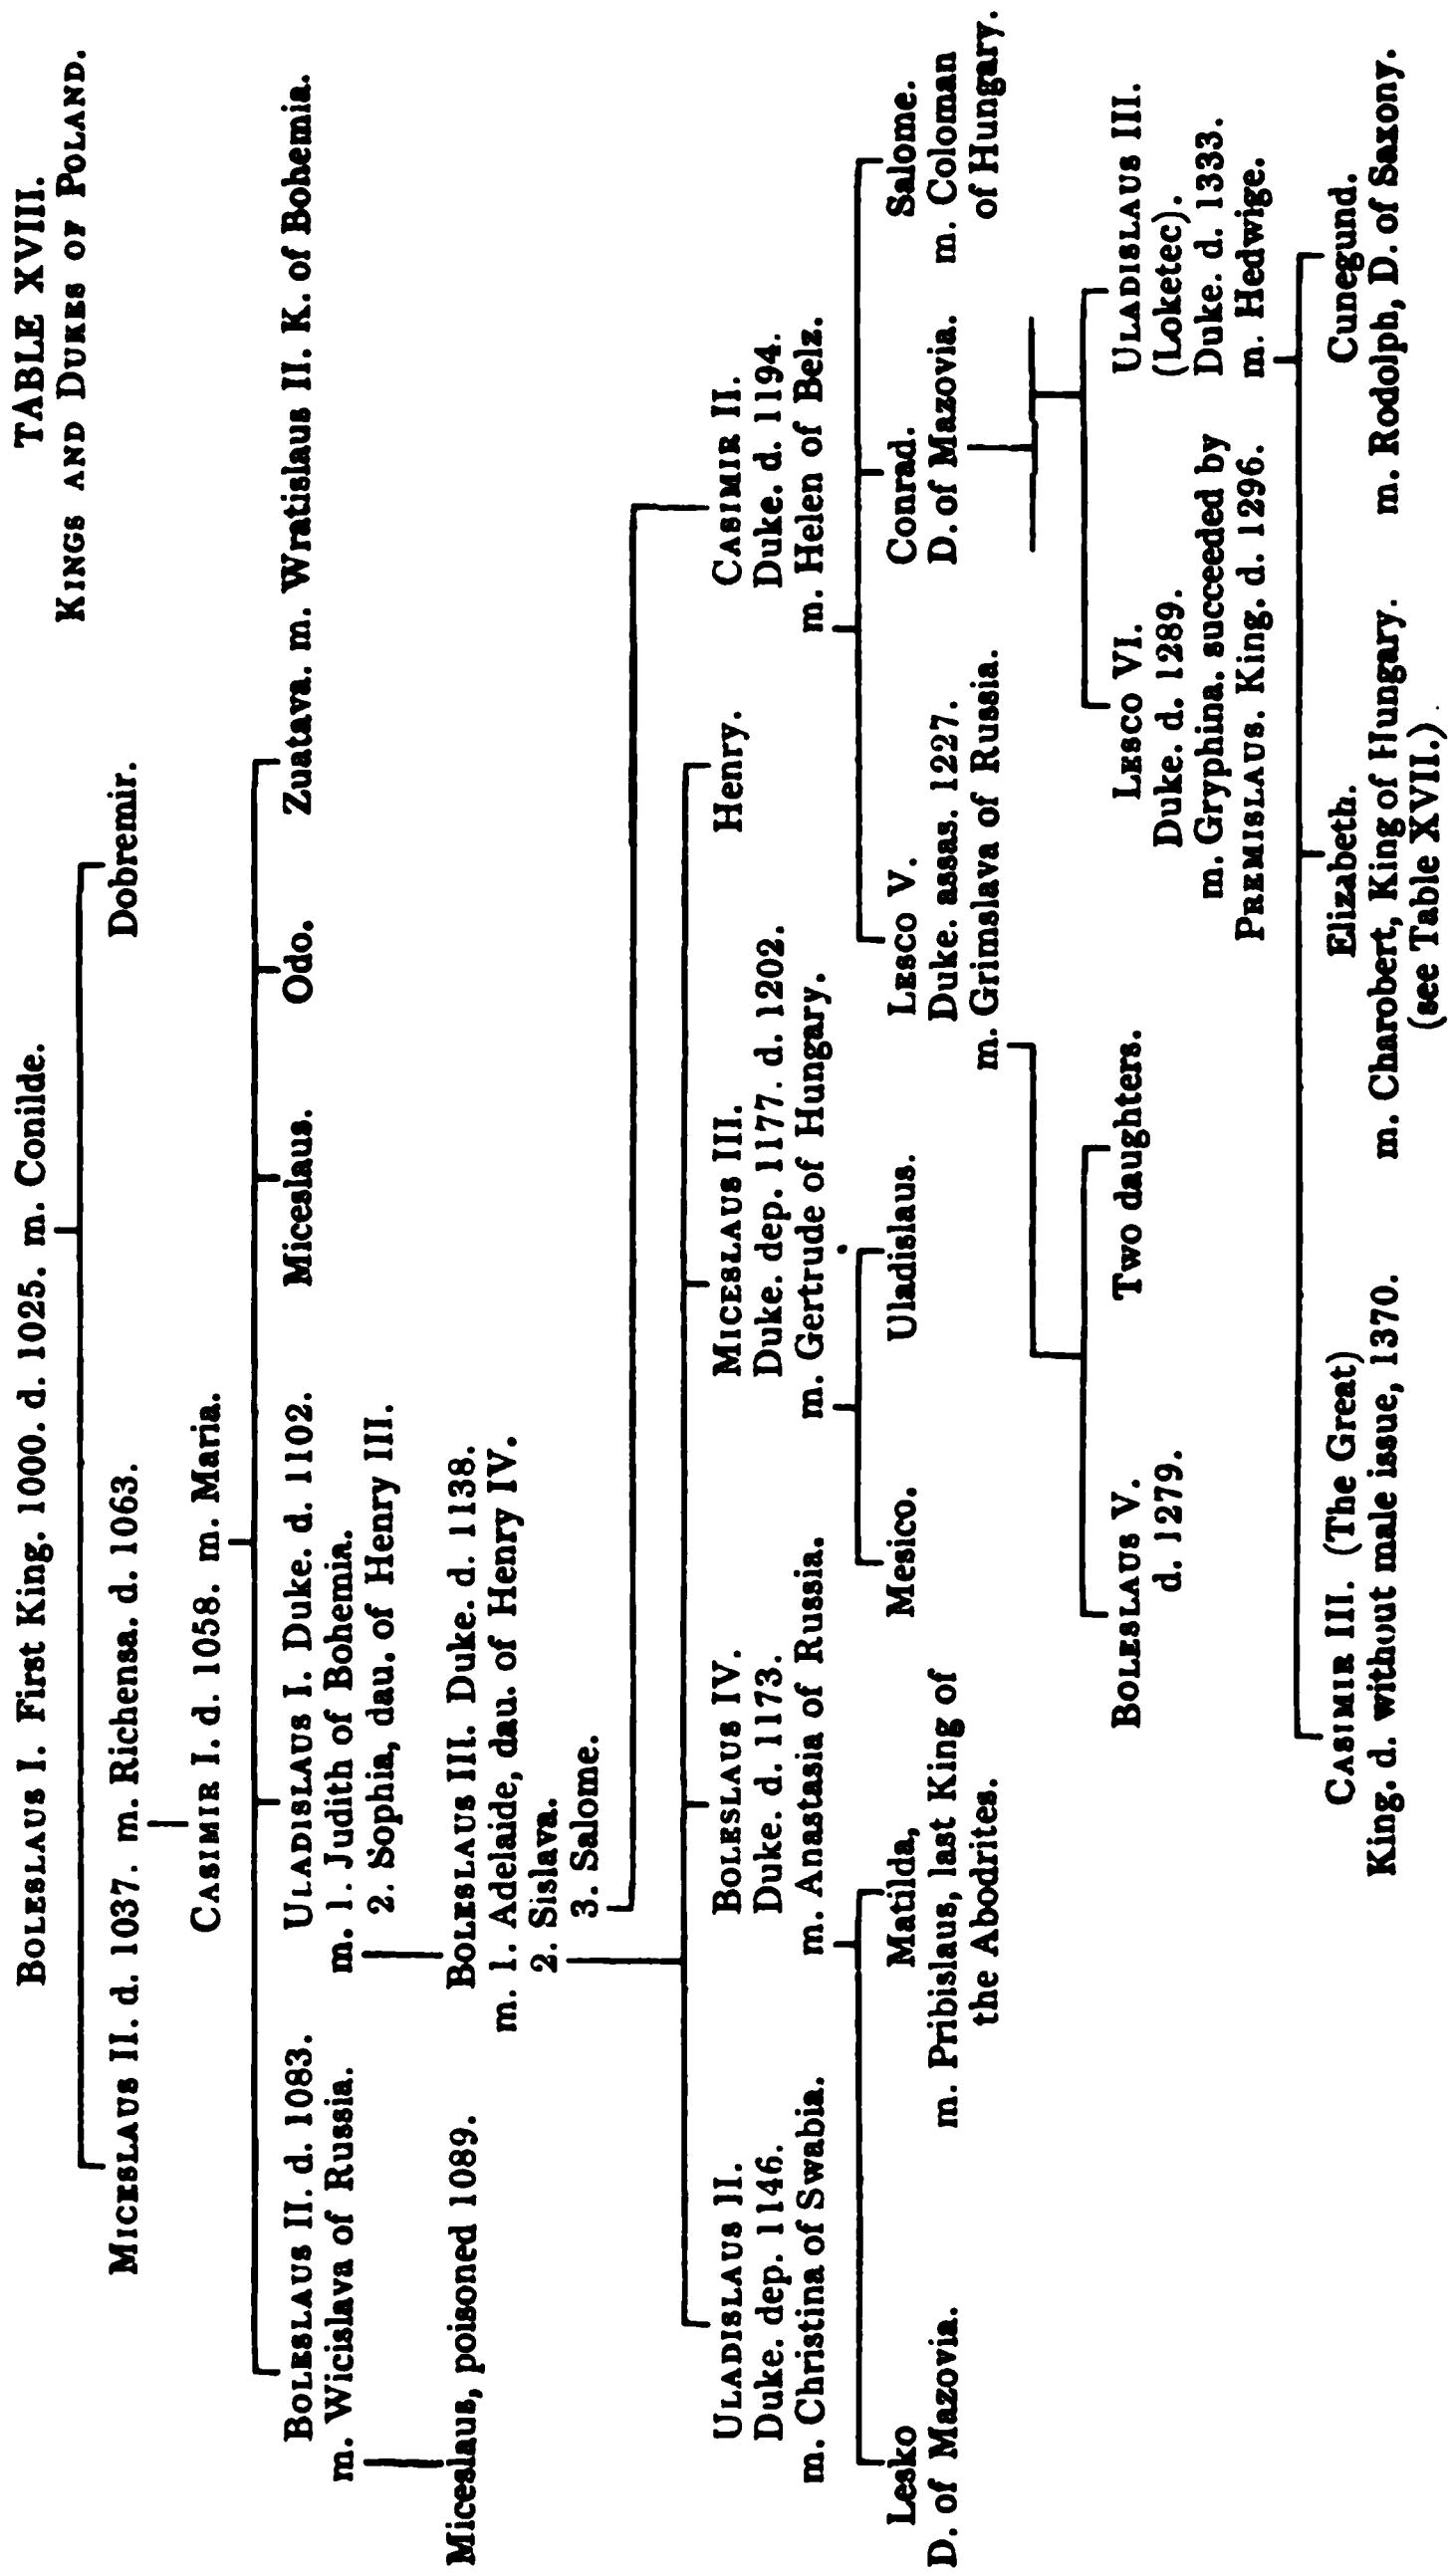 TABLE XVIII.
KINGS AND DUKES OF POLAND.
BOLESLAUS I. First King. 1000. d. 1025. m. Conilde.
MICESLAUS II. d. 1037. m. Richensa. d. 1063.
Dobremir.
CASIMIR I. d. 1058. m. Maria.
BOLESLAUS II. d. 1083.
m. Wicislava of Russia.
ULADISLAUS I. Duke. d. 1102.
m. 1. Judith of Bohemia.
2. Sophia, dau. of Henry III.
Miceslaus.
Odo.
Zuatava. m. Wratislaus II. K. of Bohemia.
Miceslaus, poisoned 1089.
BOLESLAUS III. Duke. d. 1138.
m. 1. Adelaide, dau. of Henry IV.
2. Sislava.
3. Salome.
ULADISLAUS II.
Duke. dep. 1146.
m. Christina of Swabia.
BOLESLAUS IV.
Duke. d. 1173.
m. Anastasia of Russia.
MICESLAUS III.
Duke. dep. 1177. d. 1202.
m. Gertrude of Hungary.
Henry.
CASIMIR II.
Duke. d. 1194.
m. Helen of Belz.
Lesko
D. of Mazovia.
Matilda,
m. Pribislaus, last King of
the Abodrites.
Mesico.
Uladislaus.
LESCO V.
Duke. assas. 1227.
m. Grimslava of Russia.
Conrad.
D. of Mazovia.
Salome.
m. Coloman
of Hungary.
BOLESLAUS V.
d. 1279.
Two daughters.
LESCO VI.
Duke. d. 1289.
m. Gryphina. succeeded by
PREMISLAUS. King. d. 1296.
ULADISLAUS III.
(Loketec).
Duke. d. 1333.
m. Hedwige.
CASIMIR III. (The Great)
King. d. without male issue, 1370.
Elizabeth.
m. Charobert, King of Hungary.
(see Table XVII.)
Cunegund.
m. Rodolph, D. of Saxony.